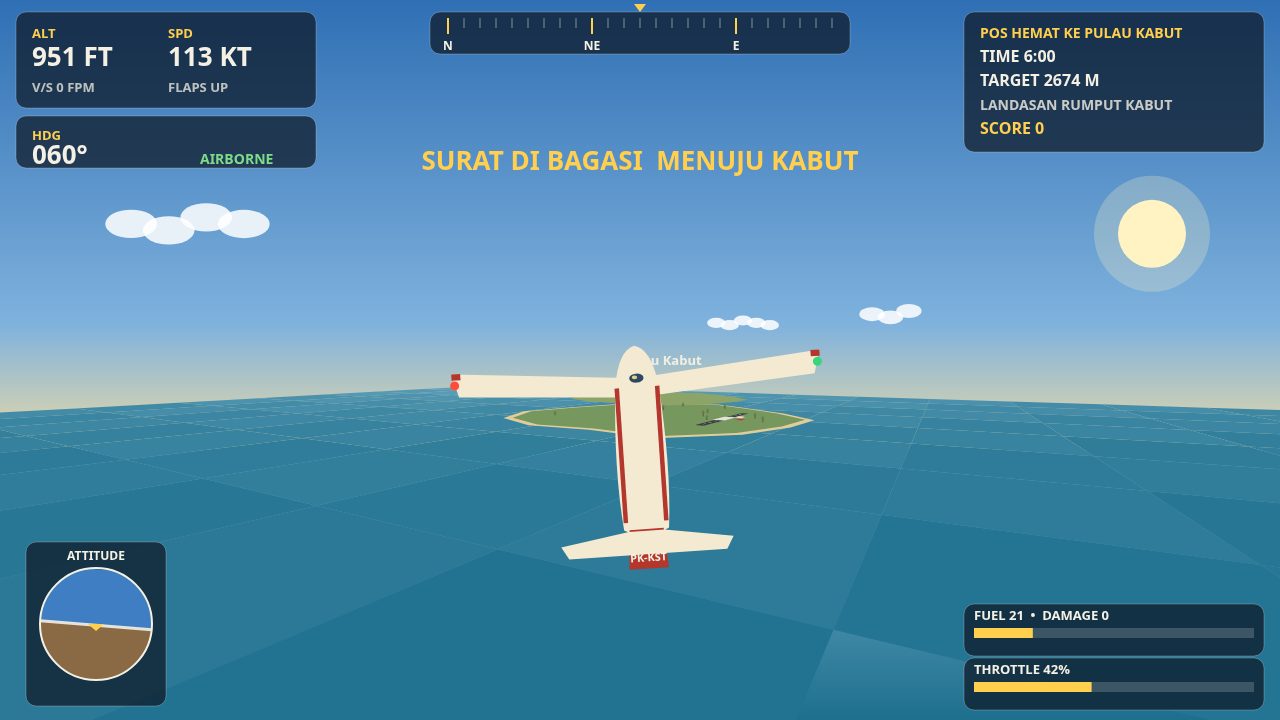 ALT
951 FT
V/S 0 FPM
SPD
113 KT
FLAPS UP
HDG
060°
AIRBORNE
N
NE
E
POS HEMAT KE PULAU KABUT
TIME 6:00
TARGET 2674 M
LANDASAN RUMPUT KABUT
SCORE 0
SURAT DI BAGASI MENUJU KABUT
u Kabut
PK-KST
ATTITUDE
FUEL 21 • DAMAGE 0
THROTTLE 42%